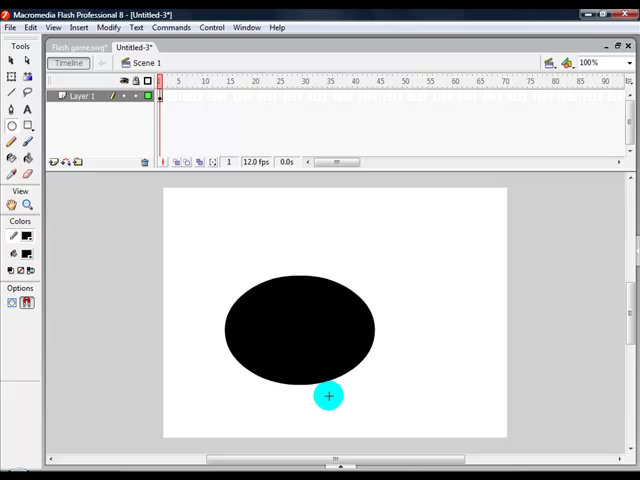 Macromedia Flash Professional 8 - [Untitled-3*]
File Edit View Insert Modify Text Commands Control Window Help
Tools Flash game.swg* Untitled-3*
Timeline Scene 1 100%
1 5 10 15 20 25 30 35 40 45 50 55 60 65 70 75 80 85 90
Layer 1
1 12.0 fps 0.0s
A
View
Colors
Options